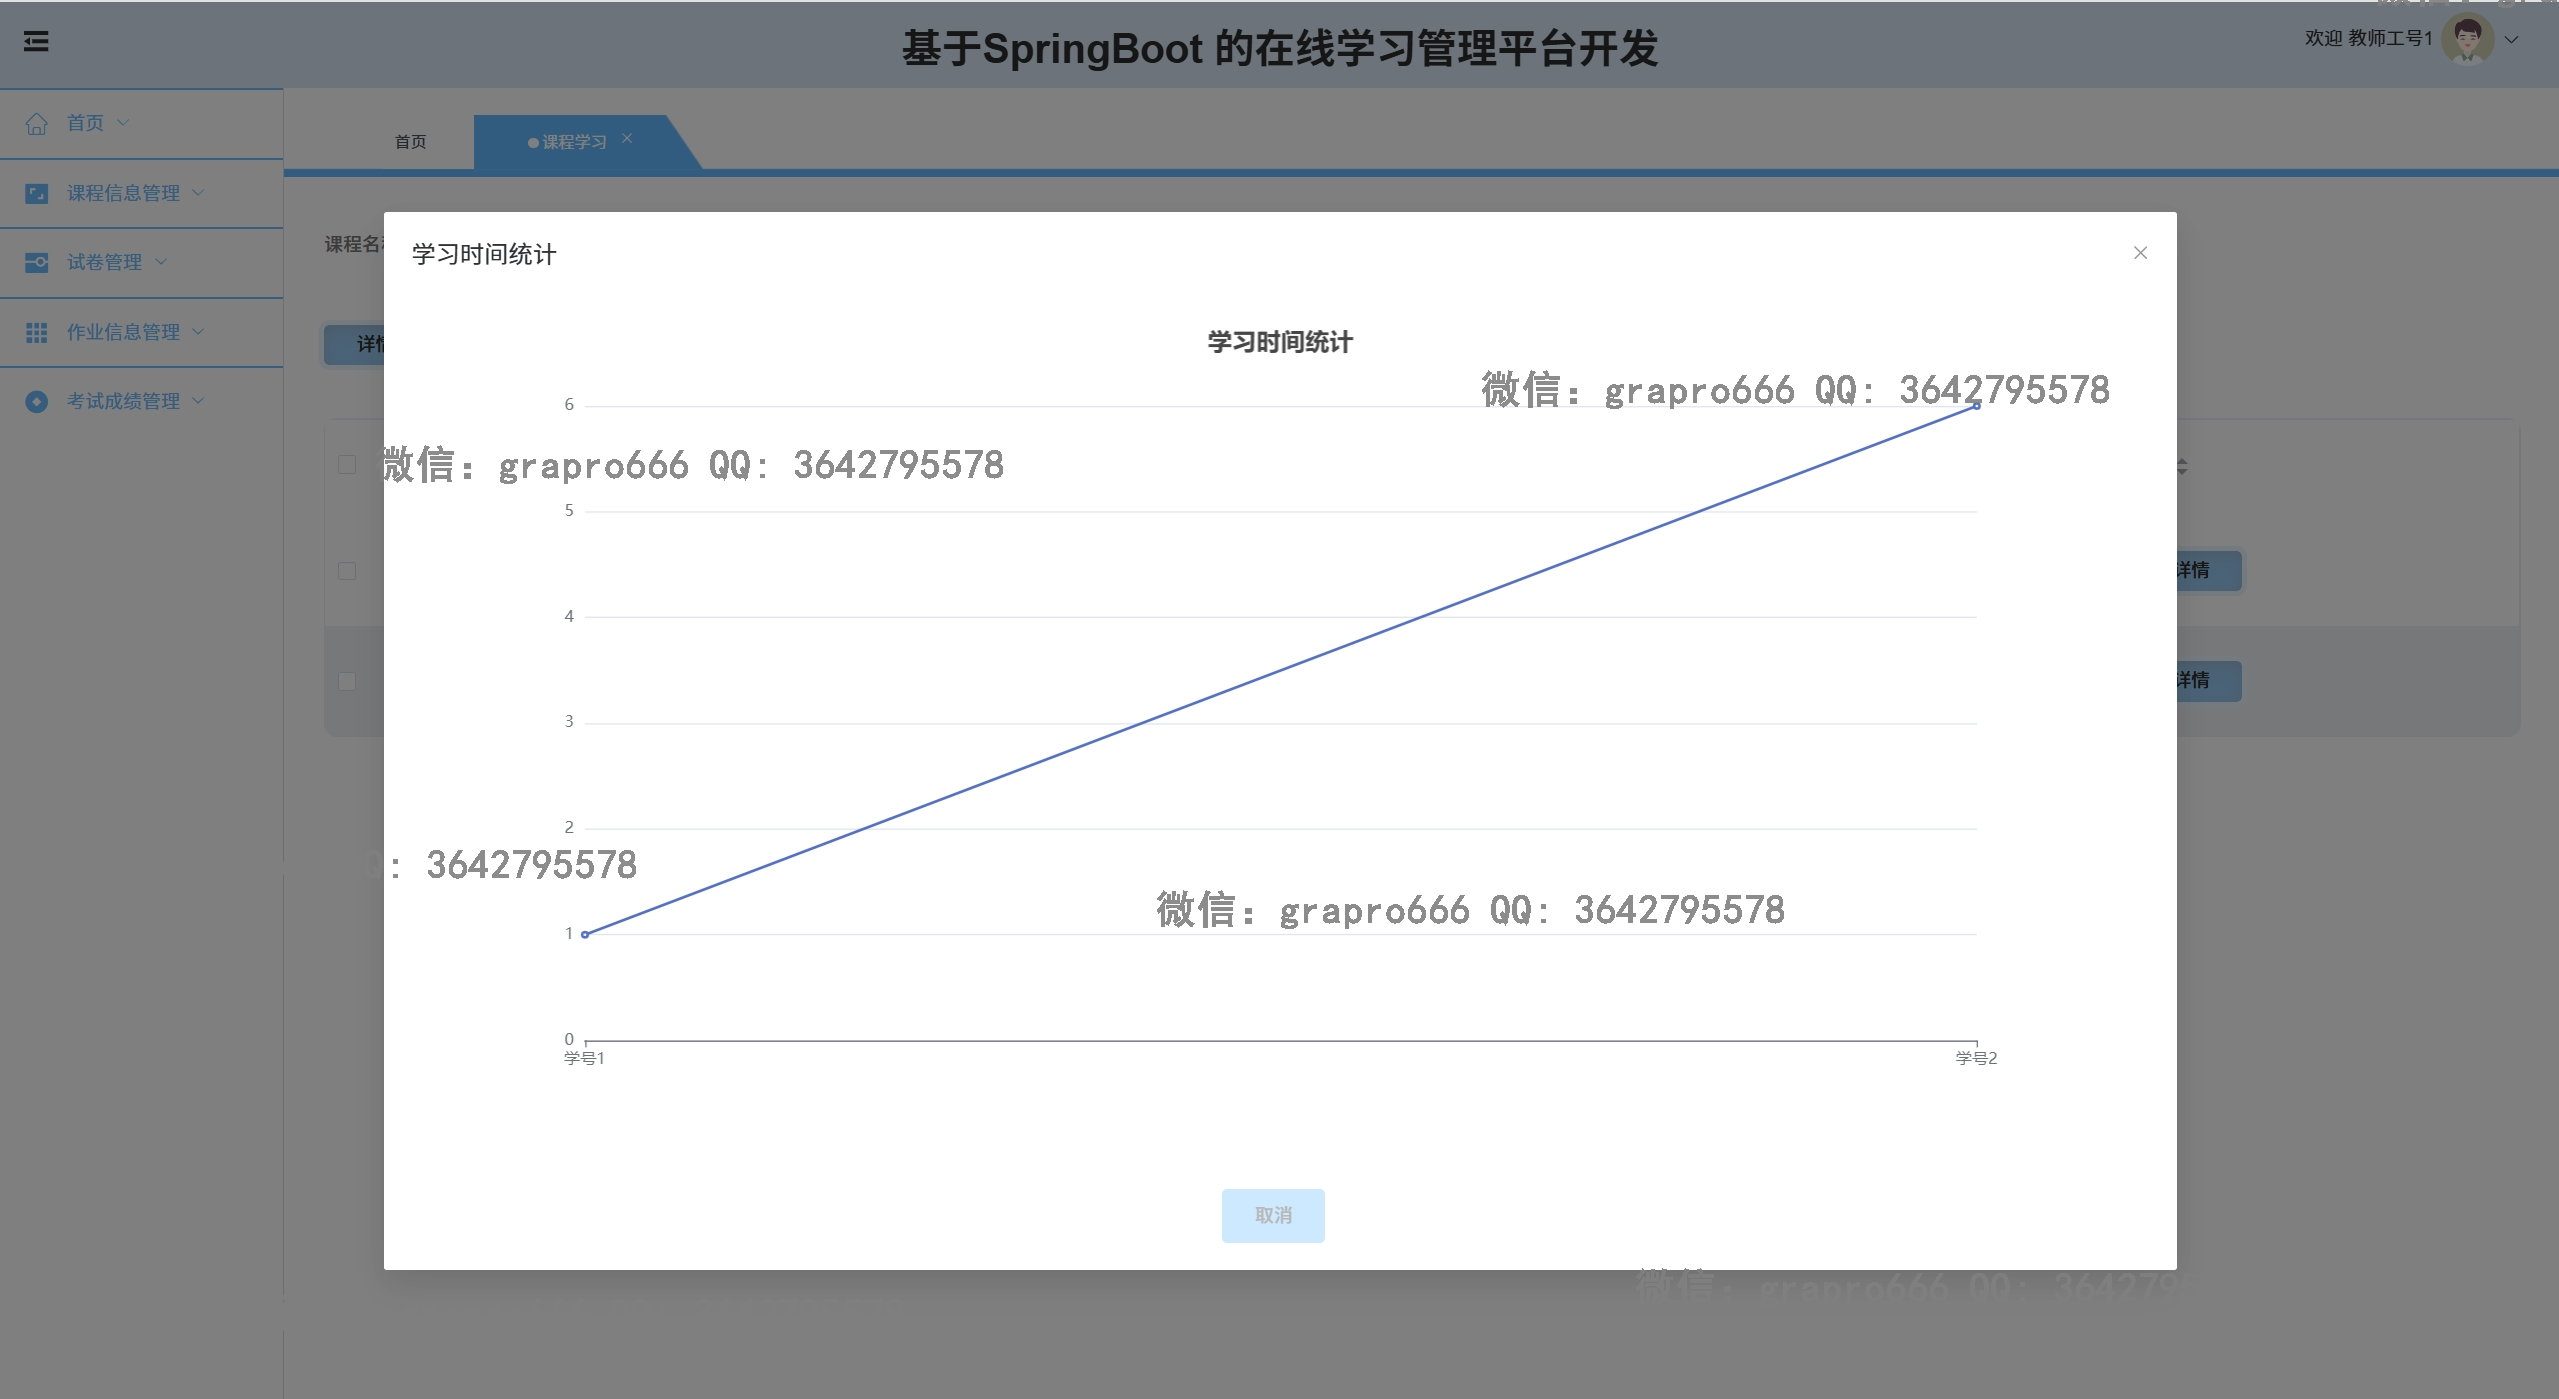 基于SpringBoot 的在线学习管理平台开发
欢迎 教师工号1
首页
课程信息管理
试卷管理
作业信息管理
考试成绩管理
首页
课程学习
课程名
学习时间统计
学习时间统计
微信: grapro666 QQ: 3642795578
微信: grapro666 QQ: 3642795578
6
5
4
3
2
1
0
: 3642795578
微信: grapro666 QQ: 3642795578
学号1
学号2
详情
详情
取消
微信: grapro666 QQ: 364279